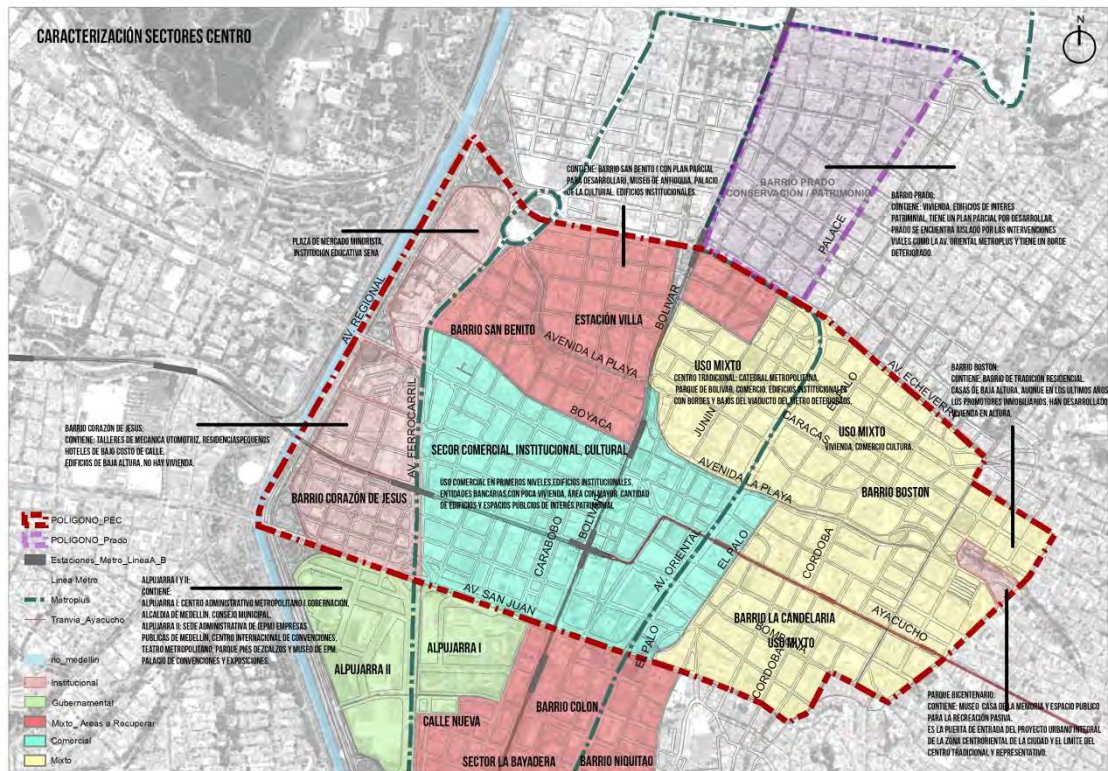 CARACTERIZACIÓN SECTORES CENTRO
N
CONTIENE: BARRIO SAN BENITO ( CON PLAN PARCIAL
PARA DESARROLLAR), MUSEO DE ANTIOQUIA, PALACIO
DE LA CULTURAL. EDIFICIOS INSTITUCIONALES.
BARRIO PRADO
CONSERVACIÓN / PATRIMONIO
PALACE
BARRIO PRADO:
CONTIENE: VIVIENDA, EDIFICIOS DE INTERES
PATRIMINIAL, TIENE UN PLAN PARCIAL POR DESARROLLAR,
PRADO SE ENCUENTRA AISLADO POR LAS INTERVENCIONES
VIALES COMO LA AV. ORIENTAL METROPLUS Y TIENE UN BORDE
DETERIORADO.
PLAZA DE MERCADO MINORISTA,
INSTITUCIÓN EDUCATIVA SENA
AV. REGIONAL
BOLIVAR
ESTACIÓN VILLA
BARRIO SAN BENITO
AVENIDA LA PLAYA
USO MIXTO
CENTRO TRADICIONAL: CATEDRAL METROPOLITANA,
PARQUE DE BOLIVAR, COMERCIO, EDIFICIOS INSTITUCIONALES
CON BORDES Y BAJOS DEL VIADUCTO DEL METRO DETERIORADOS.
AV. ECHEVERRI
EL PALO
JUNIN
CARACAS
BARRIO BOSTON:
CONTIENE: BARRIO DE TRADICION RESIDENCIAL.
CASAS DE BAJA ALTURA, AUQNUE EN LOS ULTIMOS AÑOS
LOS PROMOTORES INMOBILIARIOS, HAN DESARROLLADO
VIVIENDA EN ALTURA.
BOYACA
USO MIXTO
VIVIENDA, COMERCIO CULTURA.
BARRIO CORAZÓN DE JESUS:
CONTIENE: TALLERES DE MECANICA UTOMOTRIZ, RESIDENCIASPEQUEÑOS
HOTELES DE BAJO COSTO DE CALLE.
EDIFICIOS DE BAJA ALTURA, NO HAY VIVIENDA.
AV. FERROCARRIL
SECOR COMERCIAL, INSTITUCIONAL, CULTURAL
AVENIDA LA PLAYA
BARRIO BOSTON
USO COMERCIAL EN PRIMEROS NIVELES,EDIFICIOS INSTITUCIONALES,
ENTIDADES BANCARIAS,CON POCA VIVIENDA, ÁREA CON MAYOR CANTIDAD
DE EDIFICIOS Y ESPACIOS PÚBLCIOS DE INTERÉS PATRIMONIAL
BARRIO CORAZÓN DE JESUS
CARABOBO
BOLIVAR
AV. ORIENTAL
EL PALO
CORDOBA
POLIGONO_PEC
POLIGONO_Prado
Estaciones_Metro_LineaA_B
Linea Metro
Metroplus
Tranvia_Ayacucho
rio_medellin
Institucional
Gubernamental
Mixto_ Areas a Recuperar
Comercial
Mixto
ALPUJARRA I Y II:
CONTIENE:
ALPUJARRA I: CENTRO ADMINISTRATIVO METROPOLITANO ( GOBERNACIÓN,
ALCALDIA DE MEDELLIN, CONSEJO MUNICIPAL.
ALPUJARRA II: SEDE ADMINISTRATIVA DE (EPM) EMPRESAS
PUBLICAS DE MEDELLIN, CENTRO INTERNACIONAL DE CONVENCIONES,
TEATRO METROPOLITANO, PARQUE PIES DEZCALZOS Y MUSEO DE EPM.
PALACIO DE CONVENCIONES Y EXPOSICIONES.
AV. SAN JUAN
BARRIO LA CANDELARIA
AYACUCHO
USO MIXTO
CORDOBA
EL PALO
ALPUJARRA I
ALPUJARRA II
BARRIO COLON
CALLE NUEVA
SECTOR LA BAYADERA
BARRIO NIQUITAO
PARQUE BICENTENARIO:
CONTIENE: MUSEO CASA DE LA MEMORIA Y ESPACIO PUBLICO
PARA LA RECREACIÓN PASIVA.
ES LA PUERTA DE ENTRADA DEL PROYECTO URBANO INTEGRAL
DE LA ZONA CENTRORIENTAL DE LA CIUDAD Y EL LIMITE DEL
CENTRO TRADICIONAL Y REPRESENTATIVO.